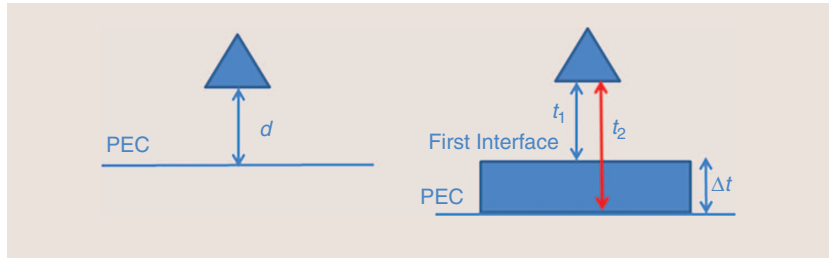 PEC
d
t1
t2
First Interface
PEC
Δt